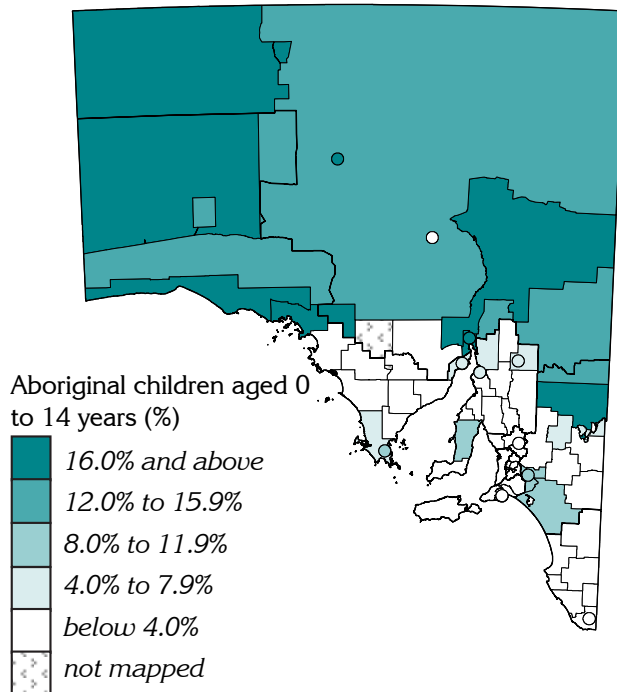 Aboriginal children aged 0
to 14 years (%)
16.0% and above
12.0% to 15.9%
8.0% to 11.9%
4.0% to 7.9%
below 4.0%
not mapped